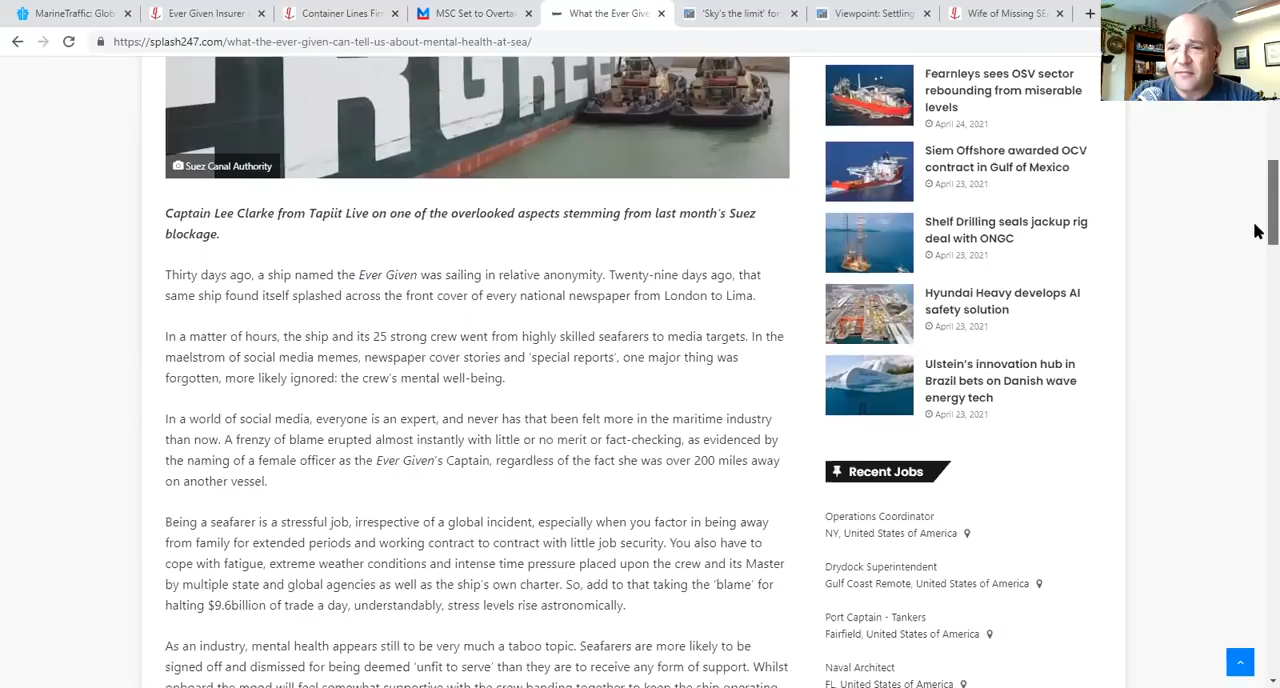 MarineTraffic: Glob
Ever Given Insurer
Container Lines Fir
MSC Set to Overta
What the Ever Give
'Sky's the limit' for
Viewpoint: Settling
Wife of Missing SE
https://splash247.com/what-the-ever-given-can-tell-us-about-mental-health-at-sea/
Suez Canal Authority
Captain Lee Clarke from Tapiit Live on one of the overlooked aspects stemming from last month's Suez
blockage.
Thirty days ago, a ship named the Ever Given was sailing in relative anonymity. Twenty-nine days ago, that
same ship found itself splashed across the front cover of every national newspaper from London to Lima.
In a matter of hours, the ship and its 25 strong crew went from highly skilled seafarers to media targets. In the
maelstrom of social media memes, newspaper cover stories and 'special reports', one major thing was
forgotten, more likely ignored: the crew's mental well-being.
In a world of social media, everyone is an expert, and never has that been felt more in the maritime industry
than now. A frenzy of blame erupted almost instantly with little or no merit or fact-checking, as evidenced by
the naming of a female officer as the Ever Given's Captain, regardless of the fact she was over 200 miles away
on another vessel.
Being a seafarer is a stressful job, irrespective of a global incident, especially when you factor in being away
from family for extended periods and working contract to contract with little job security. You also have to
cope with fatigue, extreme weather conditions and intense time pressure placed upon the crew and its Master
by multiple state and global agencies as well as the ship's own charter. So, add to that taking the 'blame' for
halting $9.6billion of trade a day, understandably, stress levels rise astronomically.
As an industry, mental health appears still to be very much a taboo topic. Seafarers are more likely to be
signed off and dismissed for being deemed 'unfit to serve' than they are to receive any form of support. Whilst
onboard the mood will feel somewhat supportive with the crew banding together to keep the ship operating
Fearnleys sees OSV sector
rebounding from miserable
levels
April 24, 2021
Siem Offshore awarded OCV
contract in Gulf of Mexico
April 23, 2021
Shelf Drilling seals jackup rig
deal with ONGC
April 23, 2021
Hyundai Heavy develops AI
safety solution
April 23, 2021
Ulstein's innovation hub in
Brazil bets on Danish wave
energy tech
April 23, 2021
Recent Jobs
Operations Coordinator
NY, United States of America
Drydock Superintendent
Gulf Coast Remote, United States of America
Port Captain - Tankers
Fairfield, United States of America
Naval Architect
FL, United States of America